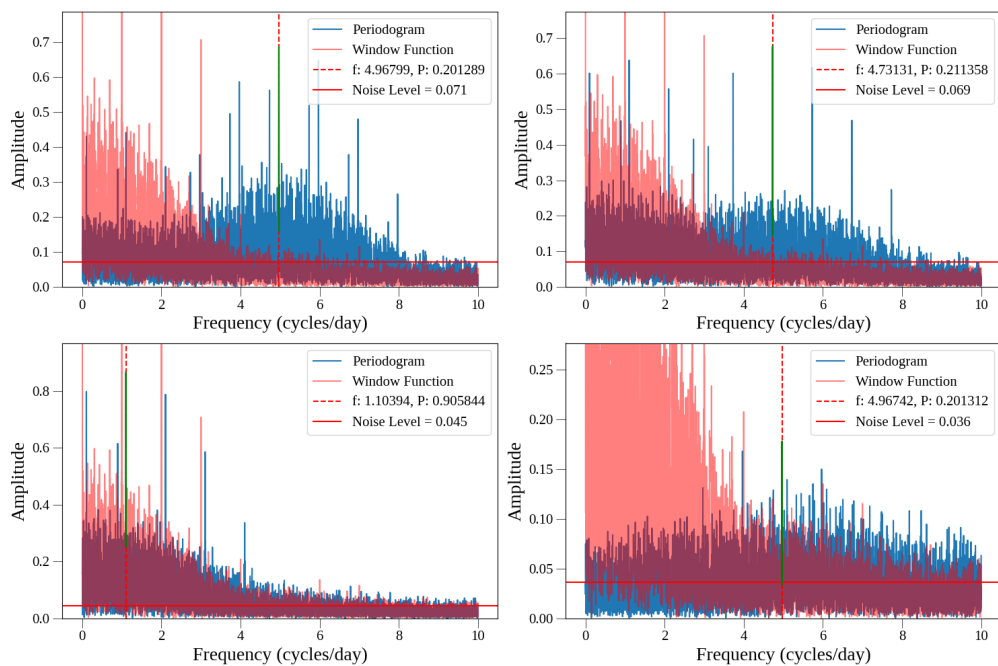 Amplitude
0.7
0.6
0.5
0.4
0.3
0.2
0.1
0.0
Periodogram
Window Function
f: 4.96799, P: 0.201289
Noise Level = 0.071
0 2 4 6 8 10
Frequency (cycles/day)
Amplitude
0.7
0.6
0.5
0.4
0.3
0.2
0.1
0.0
Periodogram
Window Function
f: 4.73131, P: 0.211358
Noise Level = 0.069
0 2 4 6 8 10
Frequency (cycles/day)
Amplitude
0.8
0.6
0.4
0.2
0.0
Periodogram
Window Function
f: 1.10394, P: 0.905844
Noise Level = 0.045
0 2 4 6 8 10
Frequency (cycles/day)
Amplitude
0.25
0.20
0.15
0.10
0.05
0.00
Periodogram
Window Function
f: 4.96742, P: 0.201312
Noise Level = 0.036
0 2 4 6 8 10
Frequency (cycles/day)